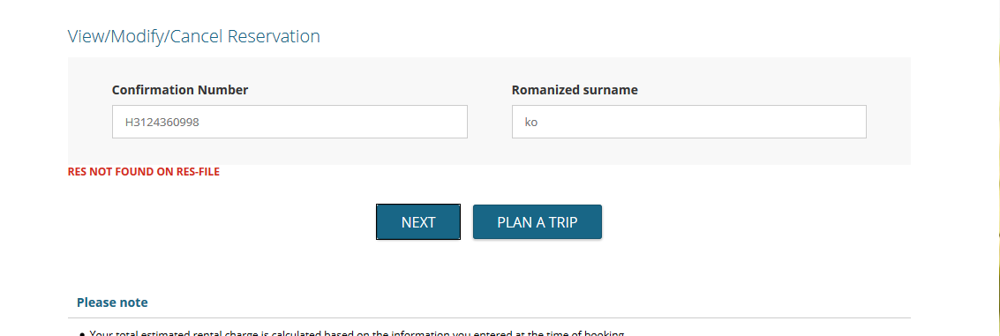 View/Modify/Cancel Reservation
Confirmation Number
Romanized surname
H3124360998
ko
RES NOT FOUND ON RES-FILE
NEXT
PLAN A TRIP
Please note
• Your total estimated rental charge is calculated based on the information you entered at the time of booking